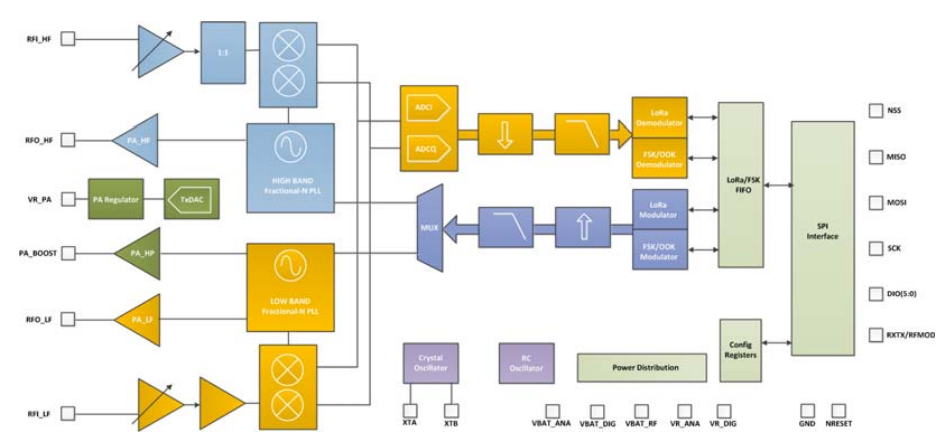 RFI_HF
1:1
RFO_HF
PA_HF
HIGH BAND
Fractional-N PLL
VR_PA
PA Regulator
TxDAC
PA_BOOST
PA_HP
LOW BAND
Fractional-N PLL
RFO_LF
PA_LF
RFI_LF
ADCI
ADCQ
MUX
LoRa
Demodulator
FSK/OOK
Demodulator
LoRa
Modulator
FSK/OOK
Modulator
LoRa/FSK
FIFO
SPI
Interface
NSS
MISO
MOSI
SCK
DIO(5:0)
RXTX/RFMOD
Crystal
Oscillator
RC
Oscillator
Power Distribution
Config
Registers
XTA
XTB
VBAT_ANA
VBAT_DIG
VBAT_RF
VR_ANA
VR_DIG
GND
NRESET